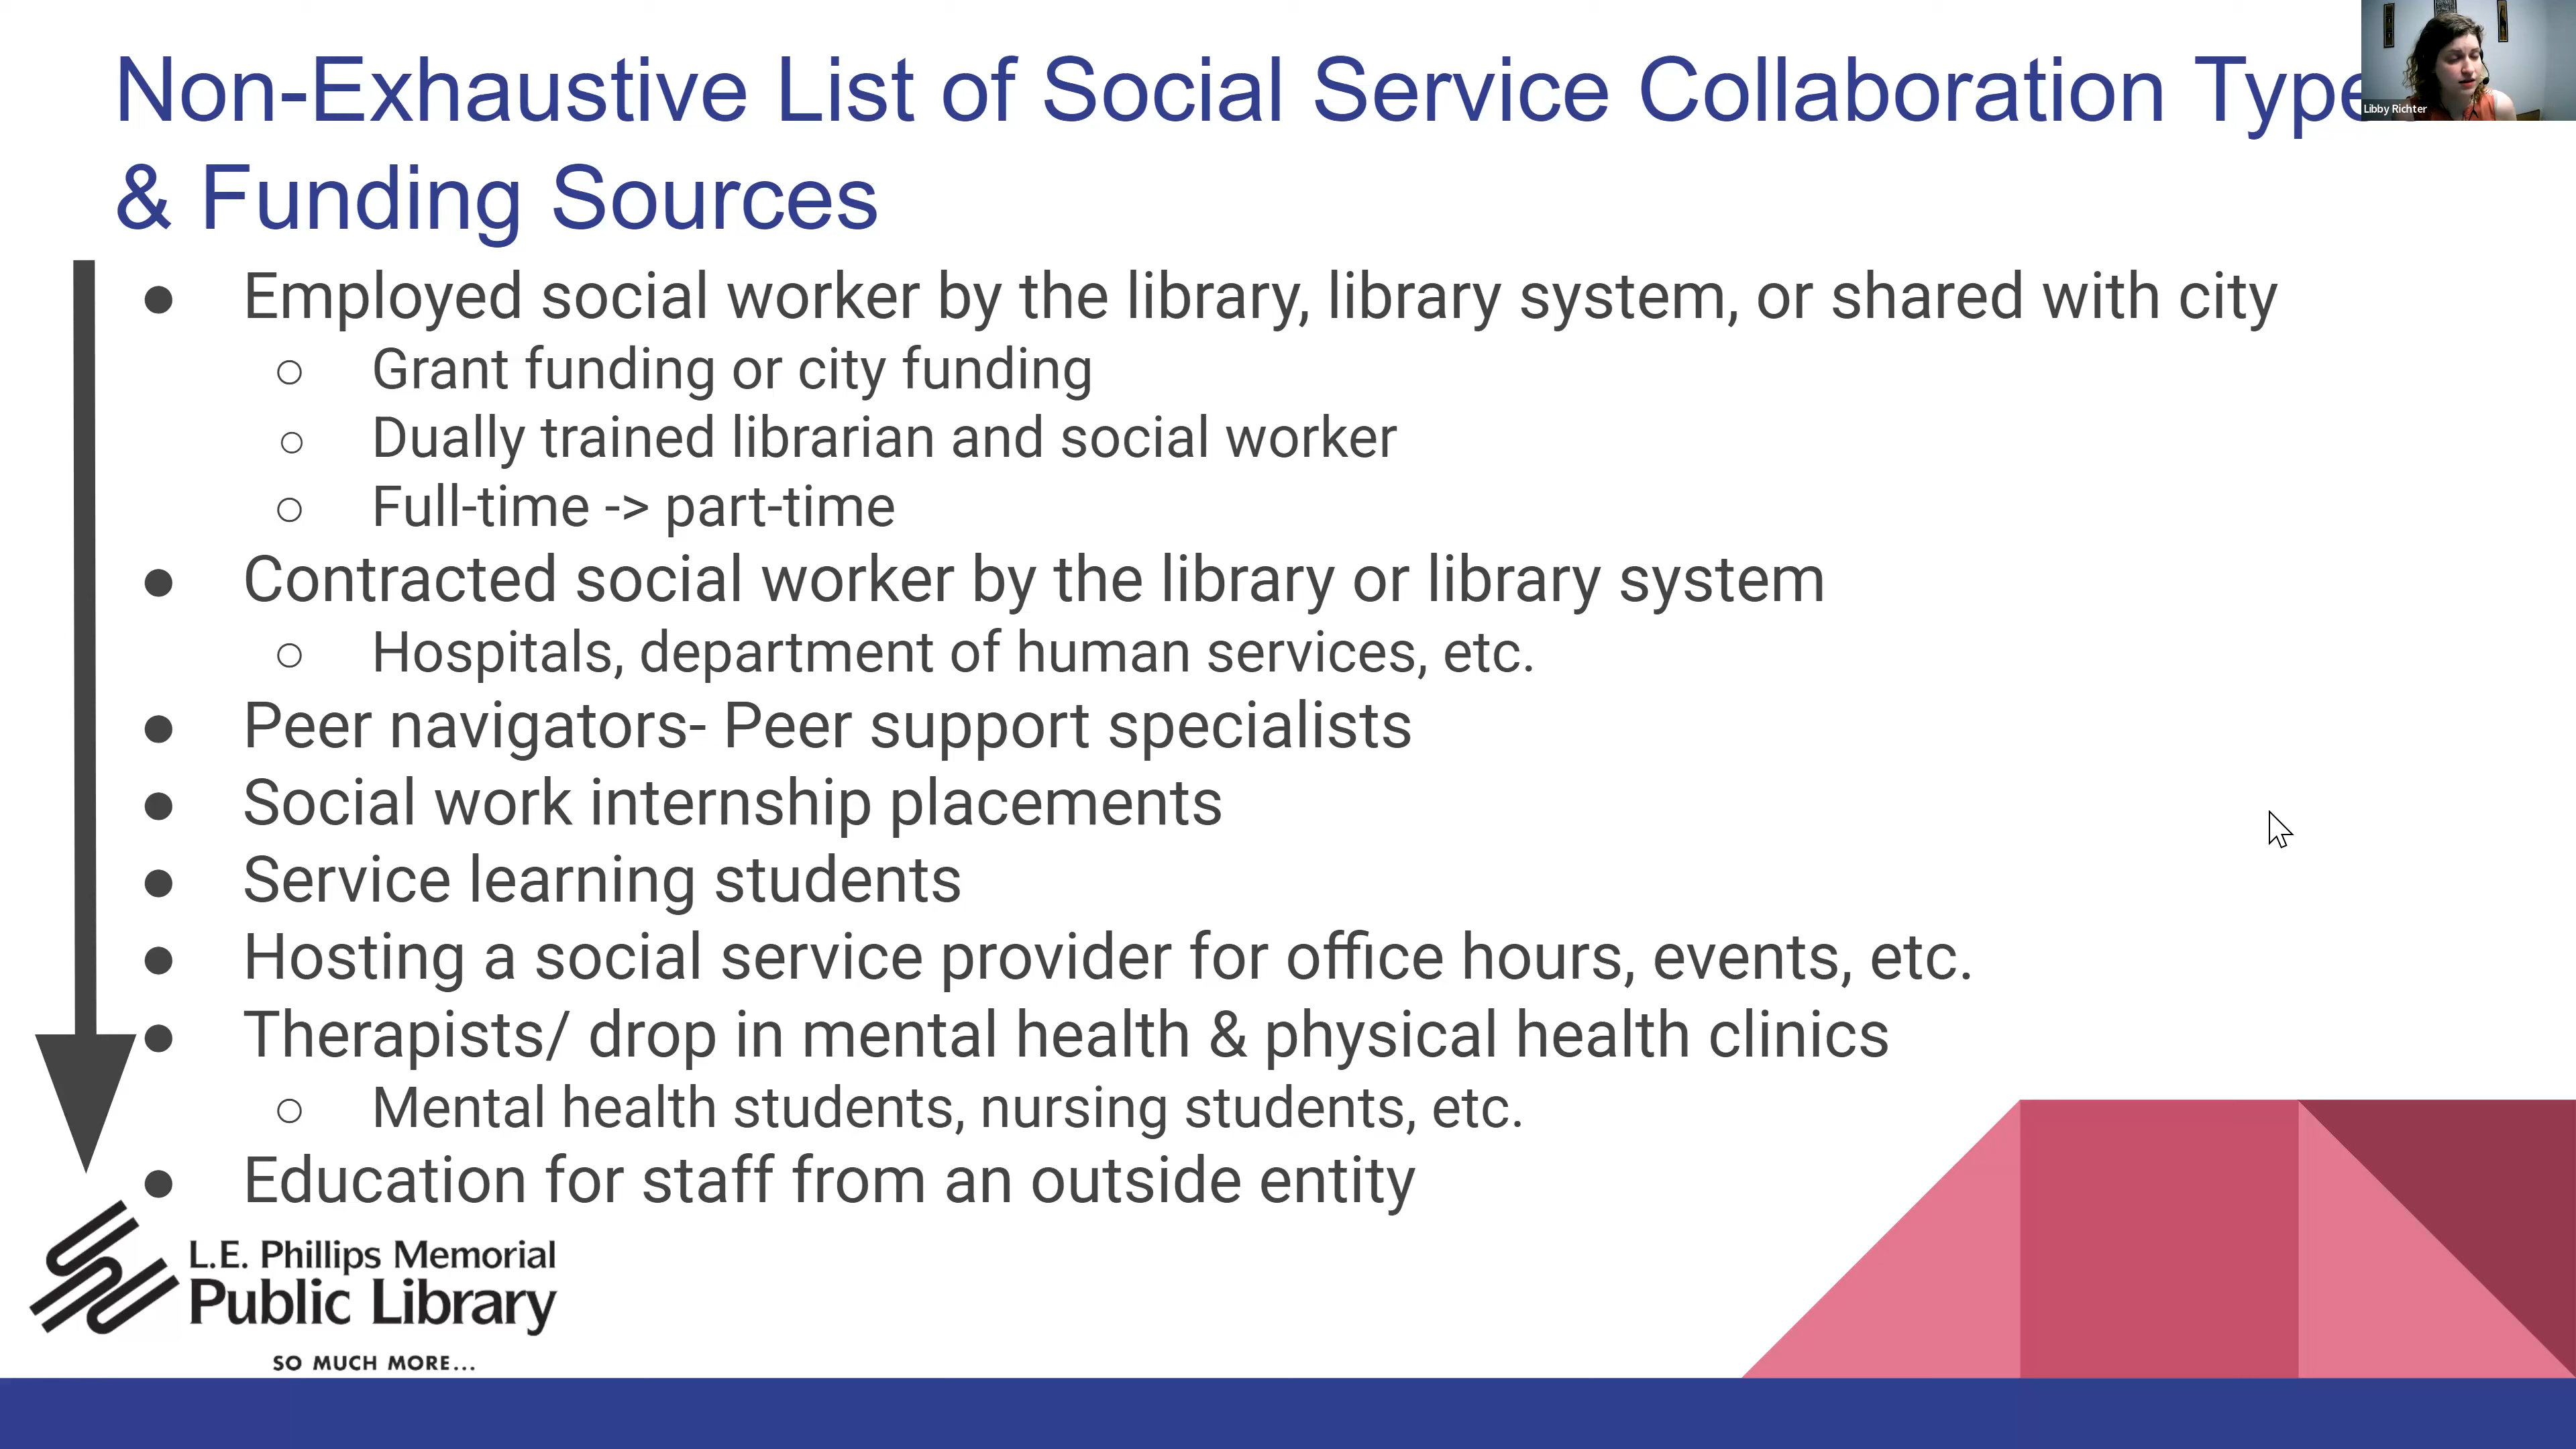 Non-Exhaustive List of Social Service Collaboration Type
& Funding Sources
Libby Richter
● Employed social worker by the library, library system, or shared with city
○ Grant funding or city funding
○ Dually trained librarian and social worker
○ Full-time -> part-time
● Contracted social worker by the library or library system
○ Hospitals, department of human services, etc.
● Peer navigators- Peer support specialists
● Social work internship placements
● Service learning students
● Hosting a social service provider for office hours, events, etc.
● Therapists/ drop in mental health & physical health clinics
○ Mental health students, nursing students, etc.
● Education for staff from an outside entity
L.E. Phillips Memorial
Public Library
SO MUCH MORE...